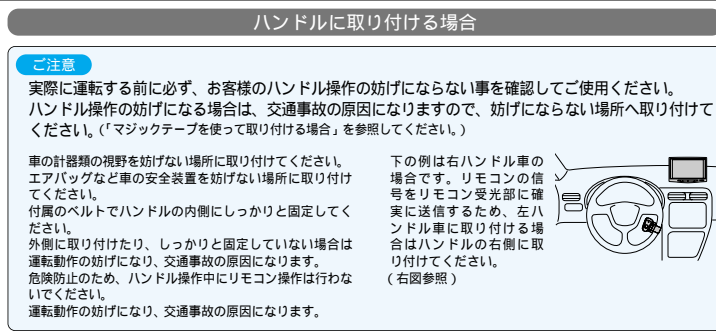 ハンドルに取り付ける場合
ご注意
実際に運転する前に必ず、お客様のハンドル操作の妨げにならない事を確認してご使用ください。
ハンドル操作の妨げになる場合は、交通事故の原因になりますので、妨げにならない場所へ取り付けて
ください。(「マジックテープを使って取り付ける場合」を参照してください。)
車の計器類の視野を妨げない場所に取り付けてください。
エアバッグなど車の安全装置を妨げない場所に取り付け
てください。
付属のベルトでハンドルの内側にしっかりと固定してく
ださい。
外側に取り付けたり、しっかりと固定していない場合は
運転動作の妨げになり、交通事故の原因になります。
危険防止のため、ハンドル操作中にリモコン操作は行わな
いでください。
運転動作の妨げになり、交通事故の原因になります。
下の例は右ハンドル車の
場合です。リモコンの信
号をリモコン受光部に確
実に送信するため、左ハ
ンドル車に取り付ける場
合はハンドルの右側に取
り付けてください。
(右図参照)